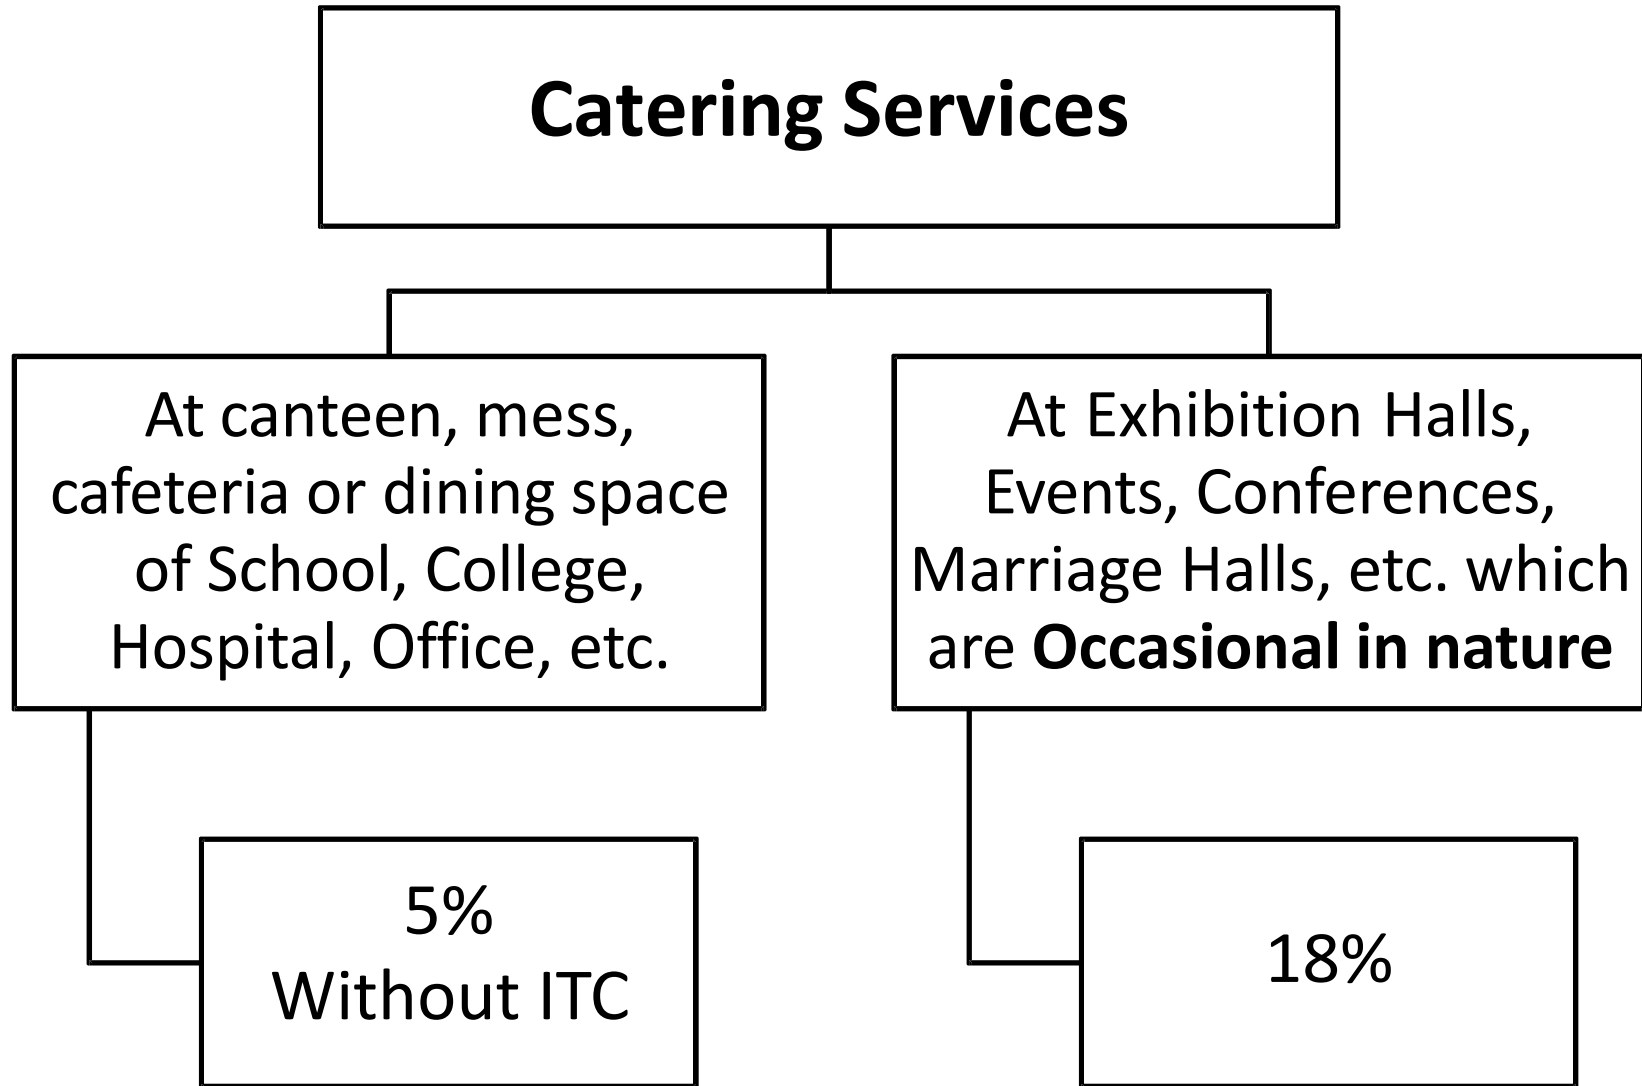 Catering Services
At canteen, mess,
cafeteria or dining space
of School, College,
Hospital, Office, etc.
At Exhibition Halls,
Events, Conferences,
Marriage Halls, etc. which
are Occasional in nature
5%
Without ITC
18%